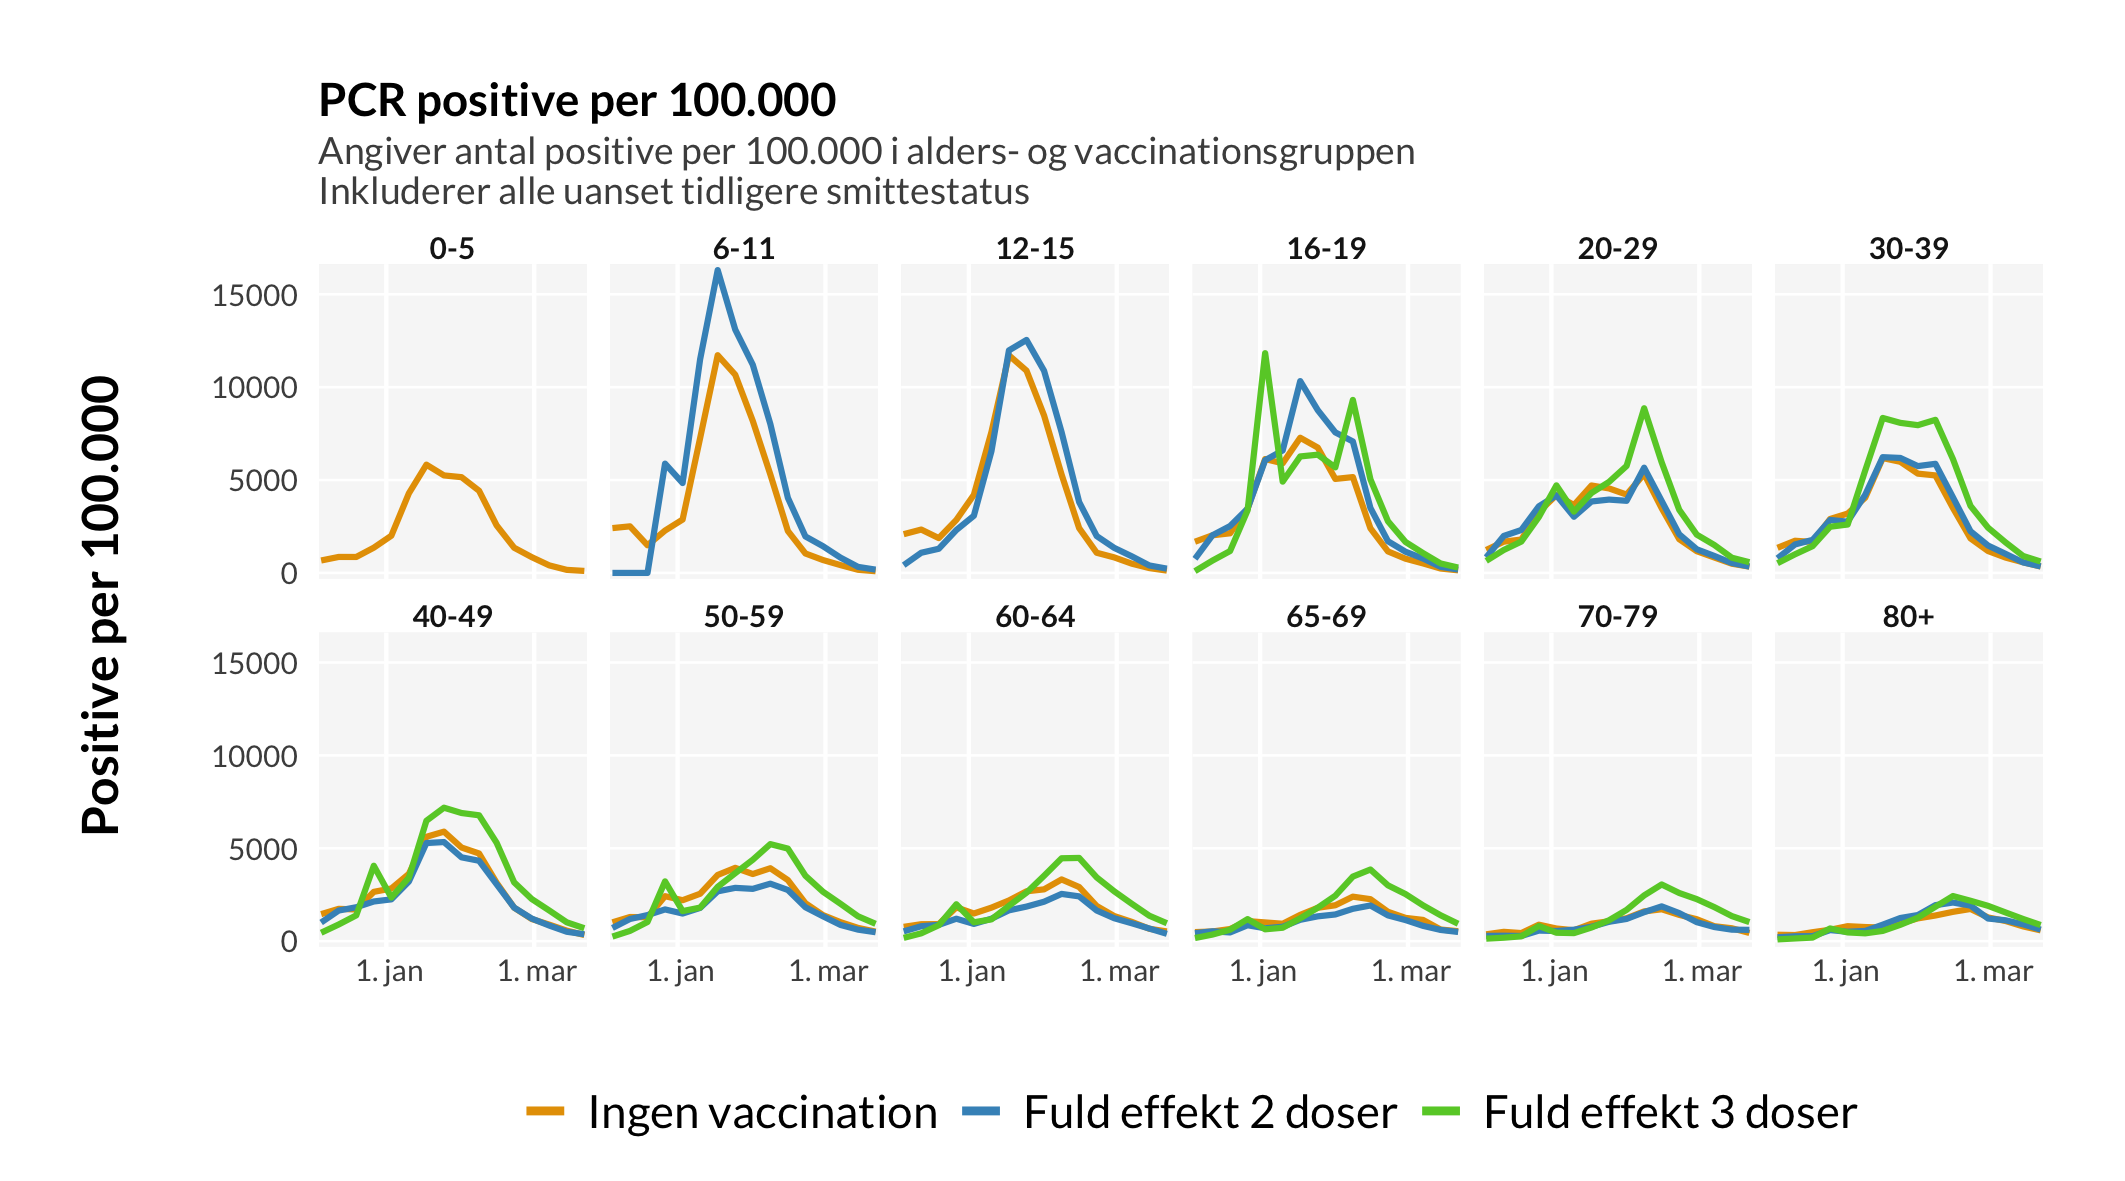 PCR positive per 100.000
Angiver antal positive per 100.000 i alders- og vaccinationsgruppen
Inkluderer alle uanset tidligere smittestatus
0-5 6-11 12-15 16-19 20-29 30-39
15000
10000
5000
0
40-49 50-59 60-64 65-69 70-79 80+
15000
10000
5000
0
1. jan 1. mar 1. jan 1. mar 1. jan 1. mar 1. jan 1. mar 1. jan 1. mar 1. jan 1. mar
Positive per 100.000
Ingen vaccination Fuld effekt 2 doser Fuld effekt 3 doser